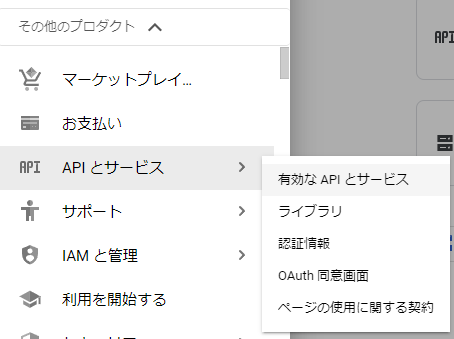 その他のプロダクト
マーケットプレイ...
お支払い
API API とサービス
サポート
IAM と管理
利用を開始する
有効な API とサービス
ライブラリ
認証情報
OAuth 同意画面
ページの使用に関する契約
API